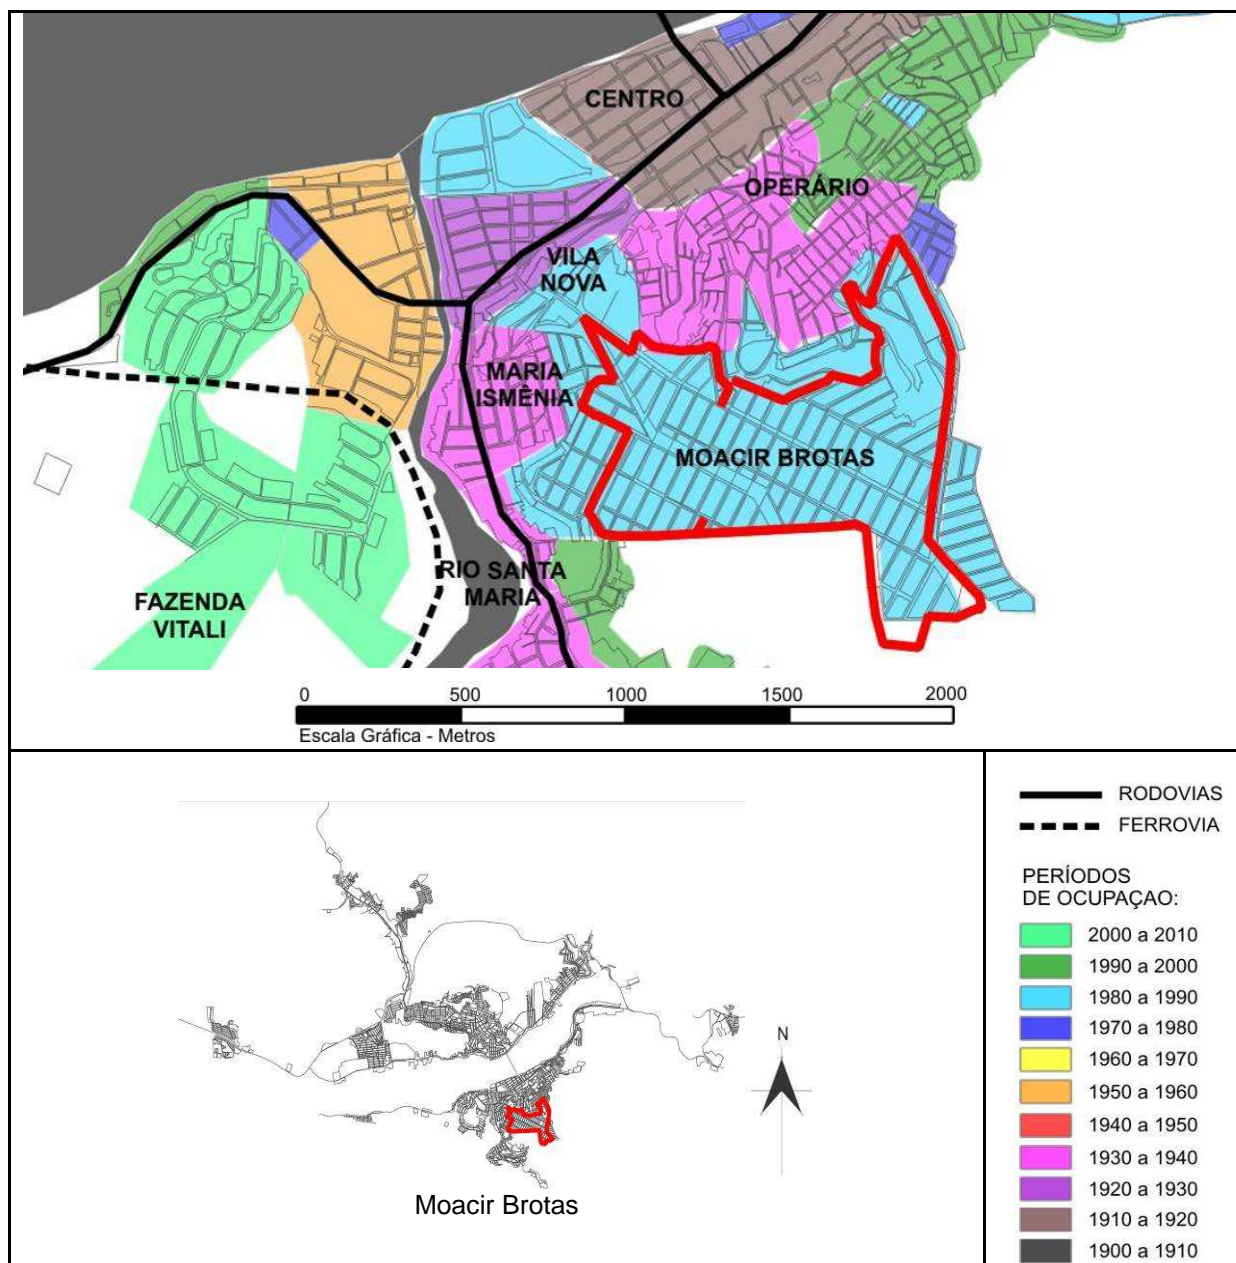 CENTRO
OPERÁRIO
VILA
NOVA
MARIA
ISMÊNIA
MOACIR BROTAS
RIO SANTA
MARIA
FAZENDA
VITALI
0 500 1000 1500 2000
Escala Gráfica - Metros
N
Moacir Brotas
RODOVIAS
FERROVIA
PERÍODOS
DE OCUPAÇAO:
2000 a 2010
1990 a 2000
1980 a 1990
1970 a 1980
1960 a 1970
1950 a 1960
1940 a 1950
1930 a 1940
1920 a 1930
1910 a 1920
1900 a 1910